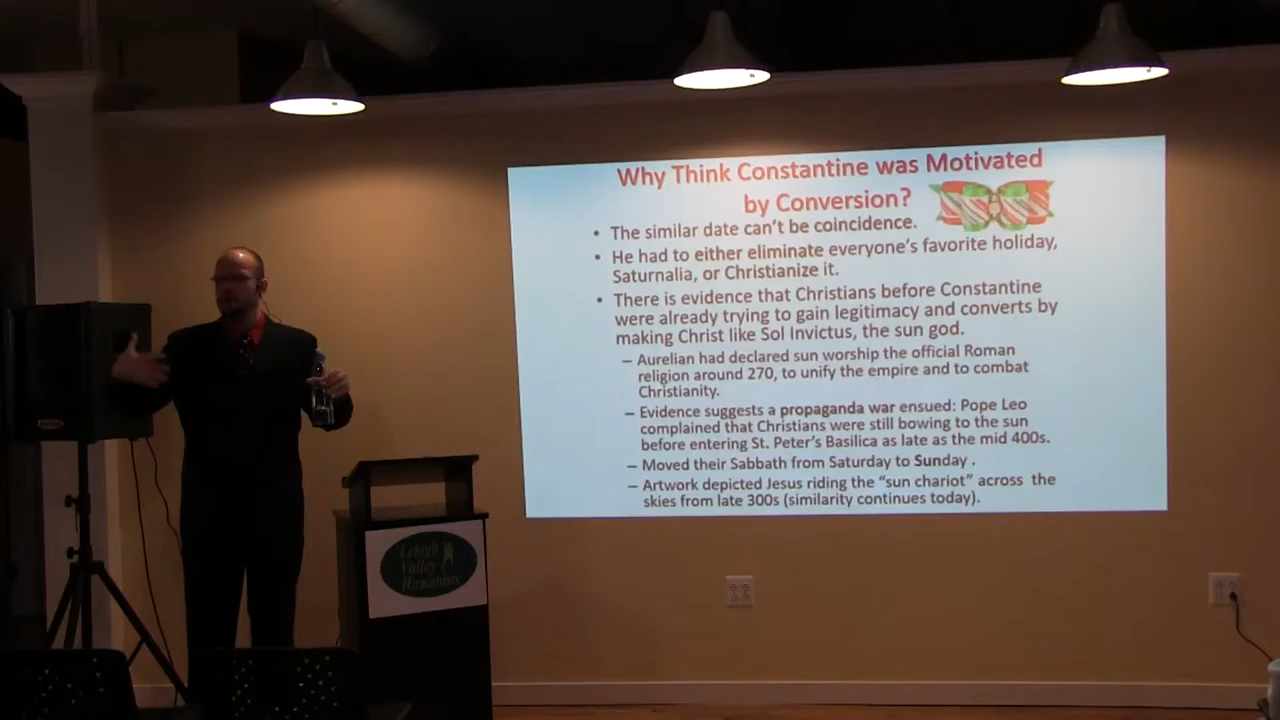 Why Think Constantine was Motivated
by Conversion?
• The similar date can't be coincidence.
• He had to either eliminate everyone's favorite holiday,
Saturnalia, or Christianize it.
• There is evidence that Christians before Constantine
were already trying to gain legitimacy and converts by
making Christ like Sol Invictus, the sun god.
– Aurelian had declared sun worship the official Roman
religion around 270, to unify the empire and to combat
Christianity.
– Evidence suggests a propaganda war ensued: Pope Leo
complained that Christians were still bowing to the sun
before entering St. Peter's Basilica as late as the mid 400s.
– Moved their Sabbath from Saturday to Sunday .
– Artwork depicted Jesus riding the "sun chariot" across the
skies from late 300s (similarity continues today).
Lehigh
Valley
Humanists